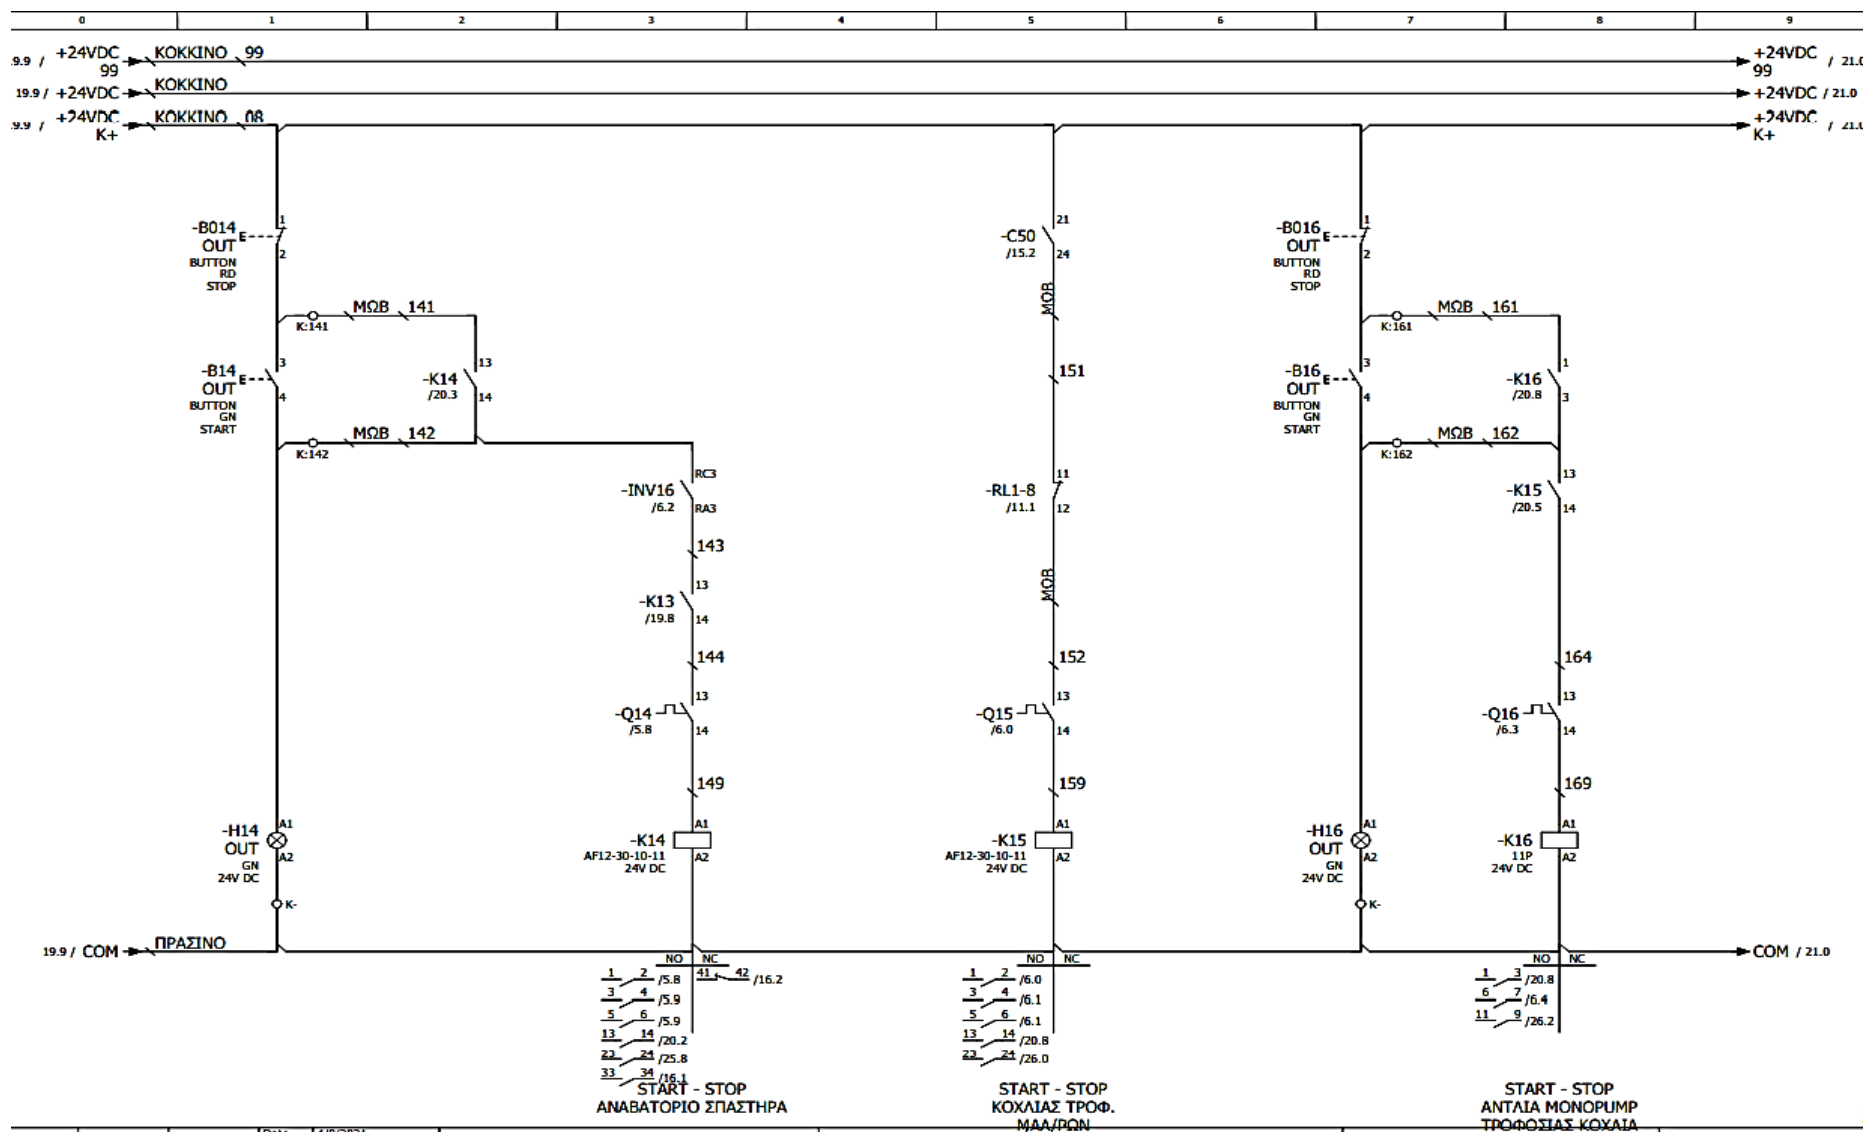 0 1 2 3 4 5 6 7 8 9
+24VDC ΚΟΚΚΙΝΟ 99 +24VDC / 21.0
9.9 / 99 99
19.9 / +24VDC ΚΟΚΚΙΝΟ +24VDC / 21.0
9.9 / +24VDC ΚΟΚΚΙΝΟ 08 +24VDC / 21.0
K+ K+
-B014 1
OUT E
BUTTON 2
RD
STOP
ΜΩΒ 141
K:141
-B14 3
OUT E
BUTTON 4
GN
START
13
-K14
/20.3 14
ΜΩΒ 142
K:142
RC3
-INV16
/6.2 RA3
143
13
-K13
/19.8 14
144
13
-Q14
/5.8 14
149
-H14 A1
OUT
A2
GN
24V DC
K-
-K14 A1
AF12-30-10-11 A2
24V DC
21
-C50
/15.2 24
ΜΩΒ
151
11
-RL1-8
/11.1 12
ΜΩΒ
152
13
-Q15
/6.0 14
159
-K15 A1
AF12-30-10-11 A2
24V DC
-B016 1
OUT E
BUTTON 2
RD
STOP
ΜΩΒ 161
K:161
-B16 3
OUT E
BUTTON 4
GN
START
1
-K16
/20.8 3
ΜΩΒ 162
K:162
13
-K15
/20.5 14
164
13
-Q16
/6.3 14
169
-H16 A1
OUT
A2
GN
24V DC
K-
-K16 A1
11P A2
24V DC
19.9 / COM ΠΡΑΣΙΝΟ COM / 21.0
NO NC
1 2 /5.8 41 42 /16.2
3 4 /5.9
5 6 /5.9
13 14 /20.2
23 24 /25.8
33 34 /16.1
START - STOP
ΑΝΑΒΑΤΟΡΙΟ ΣΠΑΣΤΗΡΑ
NO NC
1 2 /6.0
3 4 /6.1
5 6 /6.1
13 14 /20.8
23 24 /26.0
START - STOP
ΚΟΧΛΙΑΣ ΤΡΟΦ.
ΜΑΛ/ΡΩΝ
NO NC
1 3 /20.8
6 7 /6.4
11 9 /26.2
START - STOP
ΑΝΤΛΙΑ MONOPUMP
ΤΡΟΦΟΣΙΑΣ ΚΟΧΛΙΑ